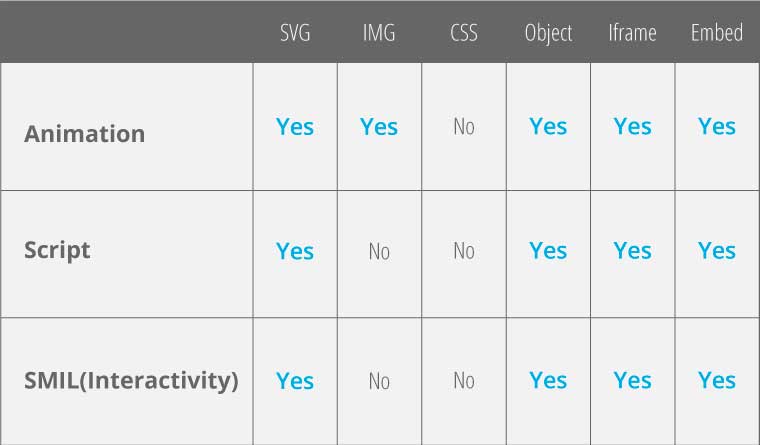 SVG IMG CSS Object Iframe Embed
Animation Yes Yes No Yes Yes Yes
Script Yes No No Yes Yes Yes
SMIL(Interactivity) Yes No No Yes Yes Yes